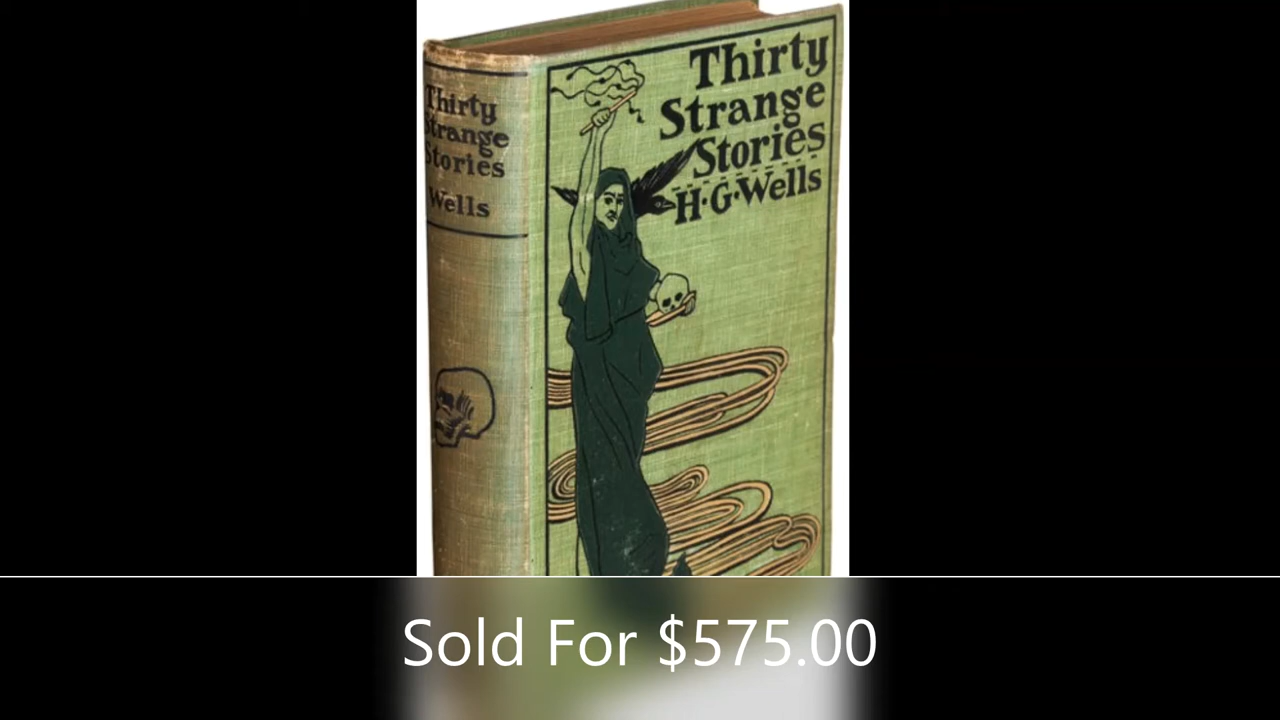 Thirty
Strange
Stories
H·G·Wells
Thirty
Strange
Stories
Wells
Sold For $575.00